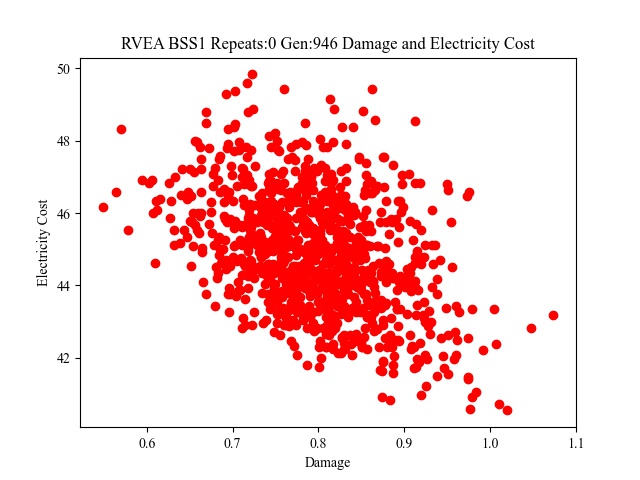 RVEA BSS1 Repeats:0 Gen:946 Damage and Electricity Cost
50
48
46
44
42
Electricity Cost
0.6 0.7 0.8 0.9 1.0 1.1
Damage